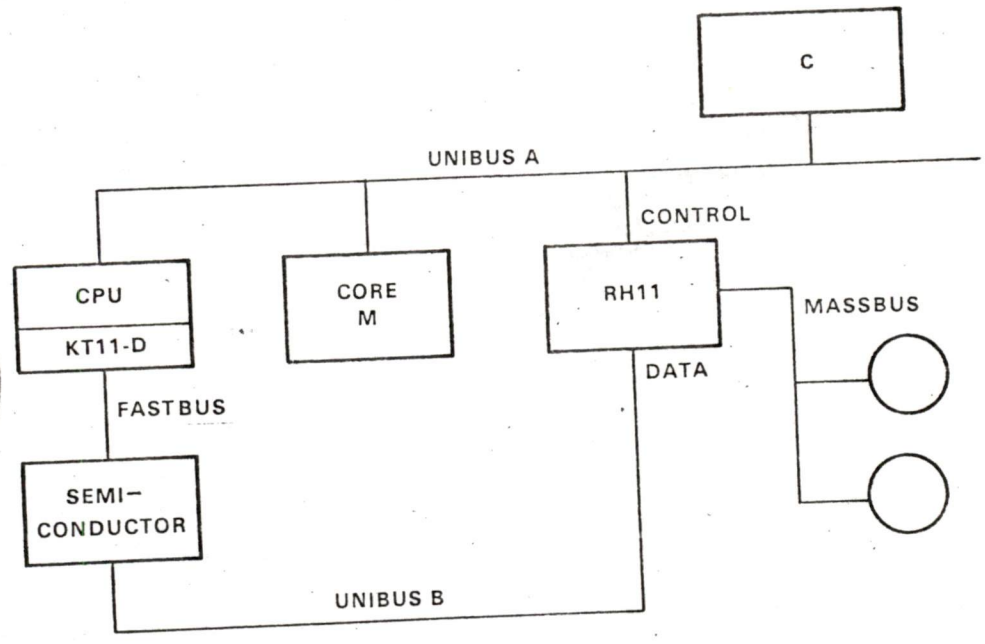 C
UNIBUS A
CONTROL
CPU
KT11-D
CORE
M
RH11
MASSBUS
DATA
FASTBUS
SEMI-
CONDUCTOR
UNIBUS B